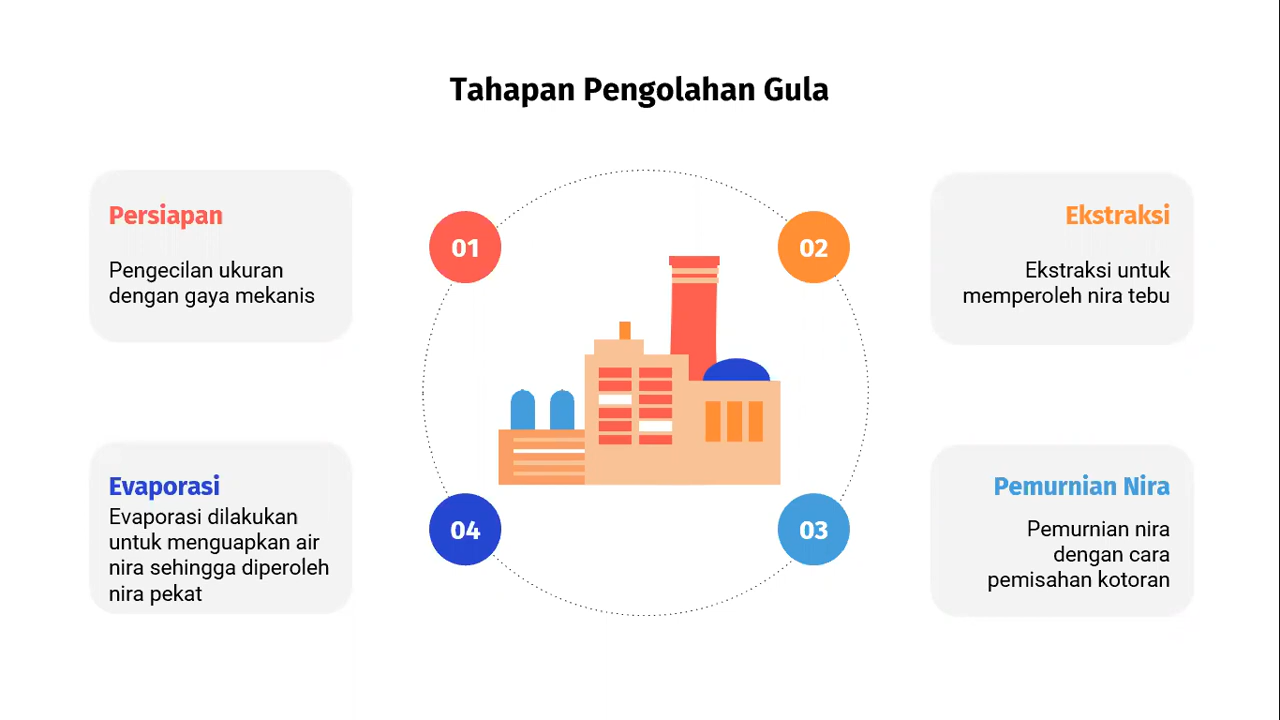 Tahapan Pengolahan Gula
01
Persiapan
Pengecilan ukuran
dengan gaya mekanis
02
Ekstraksi
Ekstraksi untuk
memperoleh nira tebu
03
Pemurnian Nira
Pemurnian nira
dengan cara
pemisahan kotoran
04
Evaporasi
Evaporasi dilakukan
untuk menguapkan air
nira sehingga diperoleh
nira pekat